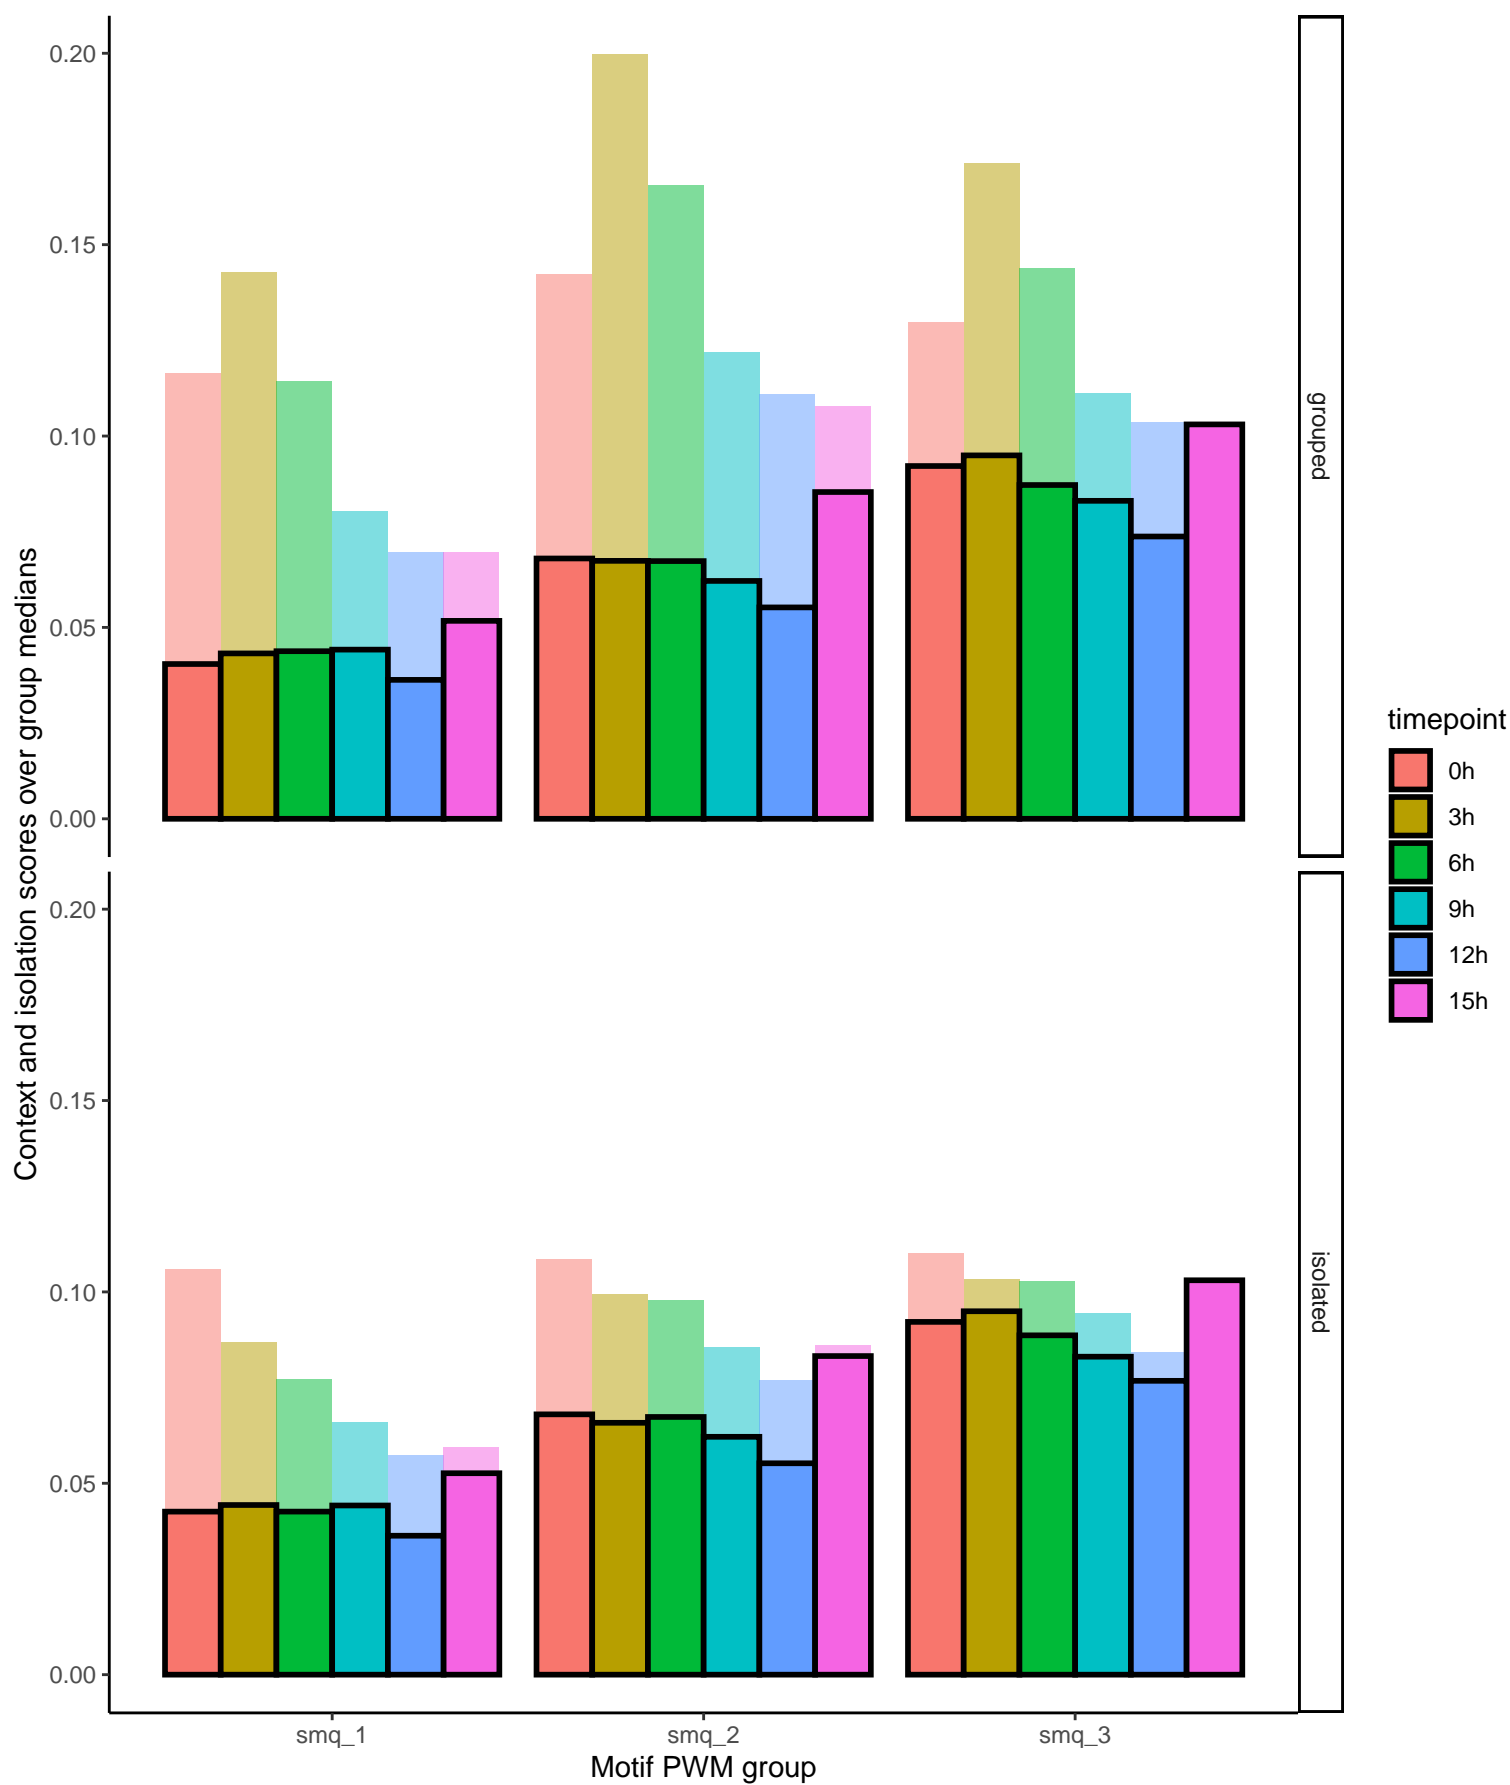 Context and isolation scores over group medians
0.20
0.15
0.10
0.05
0.00
grouped
0.20
0.15
0.10
0.05
0.00
isolated
smq_1
smq_2
smq_3
Motif PWM group
timepoint
0h
3h
6h
9h
12h
15h